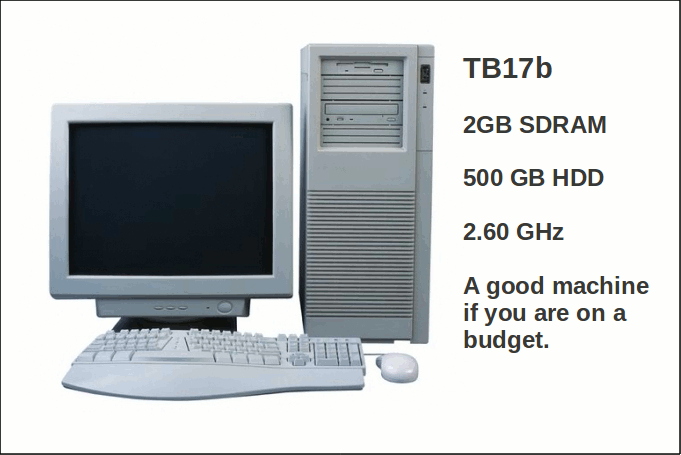 TB17b
2GB SDRAM
500 GB HDD
2.60 GHz
A good machine
if you are on a
budget.